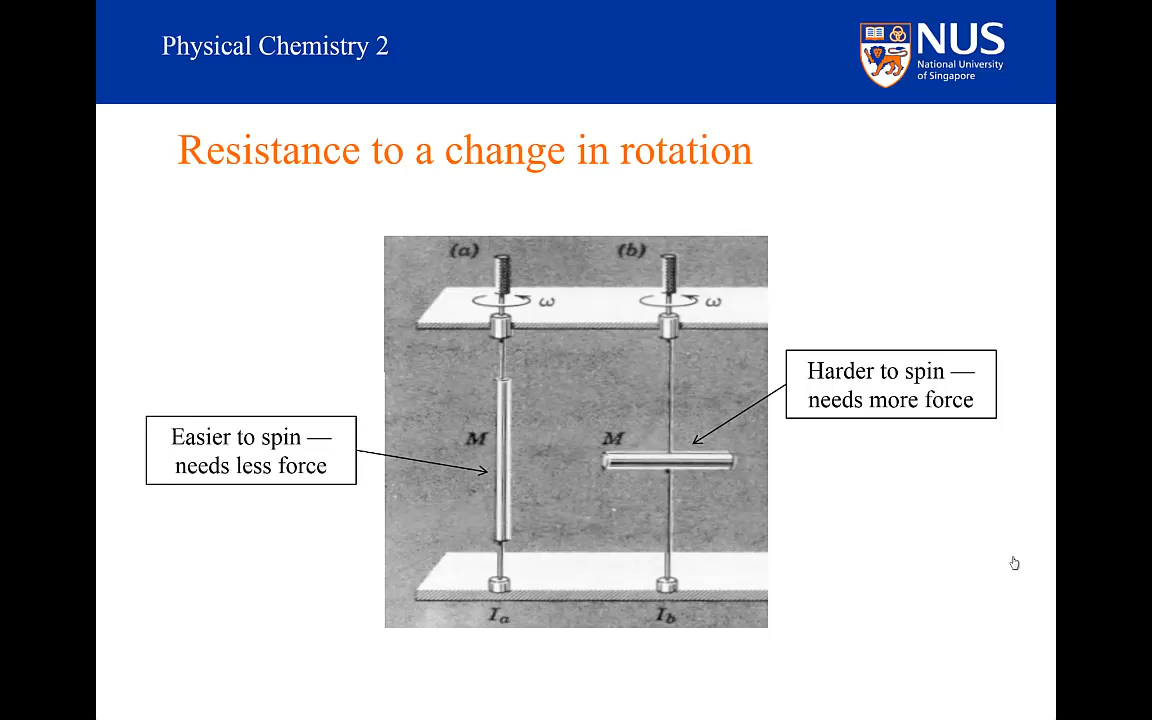 Physical Chemistry 2
NUS
National University
of Singapore
Resistance to a change in rotation
(a)
(b)
ω
ω
Harder to spin —
needs more force
Easier to spin —
needs less force
M
M
Ia
Ib